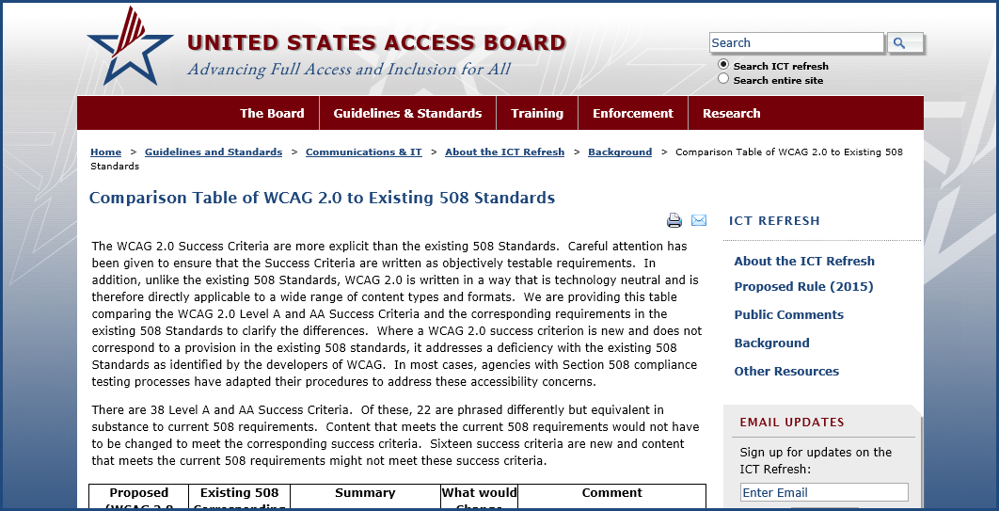 UNITED STATES ACCESS BOARD
Advancing Full Access and Inclusion for All
Search
Search ICT refresh
Search entire site
The Board Guidelines & Standards Training Enforcement Research
Home > Guidelines and Standards > Communications & IT > About the ICT Refresh > Background > Comparison Table of WCAG 2.0 to Existing 508
Standards
Comparison Table of WCAG 2.0 to Existing 508 Standards
The WCAG 2.0 Success Criteria are more explicit than the existing 508 Standards. Careful attention has
been given to ensure that the Success Criteria are written as objectively testable requirements. In
addition, unlike the existing 508 Standards, WCAG 2.0 is written in a way that is technology neutral and is
therefore directly applicable to a wide range of content types and formats. We are providing this table
comparing the WCAG 2.0 Level A and AA Success Criteria and the corresponding requirements in the
existing 508 Standards to clarify the differences. Where a WCAG 2.0 success criterion is new and does not
correspond to a provision in the existing 508 standards, it addresses a deficiency with the existing 508
Standards as identified by the developers of WCAG. In most cases, agencies with Section 508 compliance
testing processes have adapted their procedures to address these accessibility concerns.
There are 38 Level A and AA Success Criteria. Of these, 22 are phrased differently but equivalent in
substance to current 508 requirements. Content that meets the current 508 requirements would not have
to be changed to meet the corresponding success criteria. Sixteen success criteria are new and content
that meets the current 508 requirements might not meet these success criteria.
Proposed Existing 508 Summary What would Comment
(WCAG 2.0 Corresponding Change
ICT REFRESH
About the ICT Refresh
Proposed Rule (2015)
Public Comments
Background
Other Resources
EMAIL UPDATES
Sign up for updates on the
ICT Refresh:
Enter Email